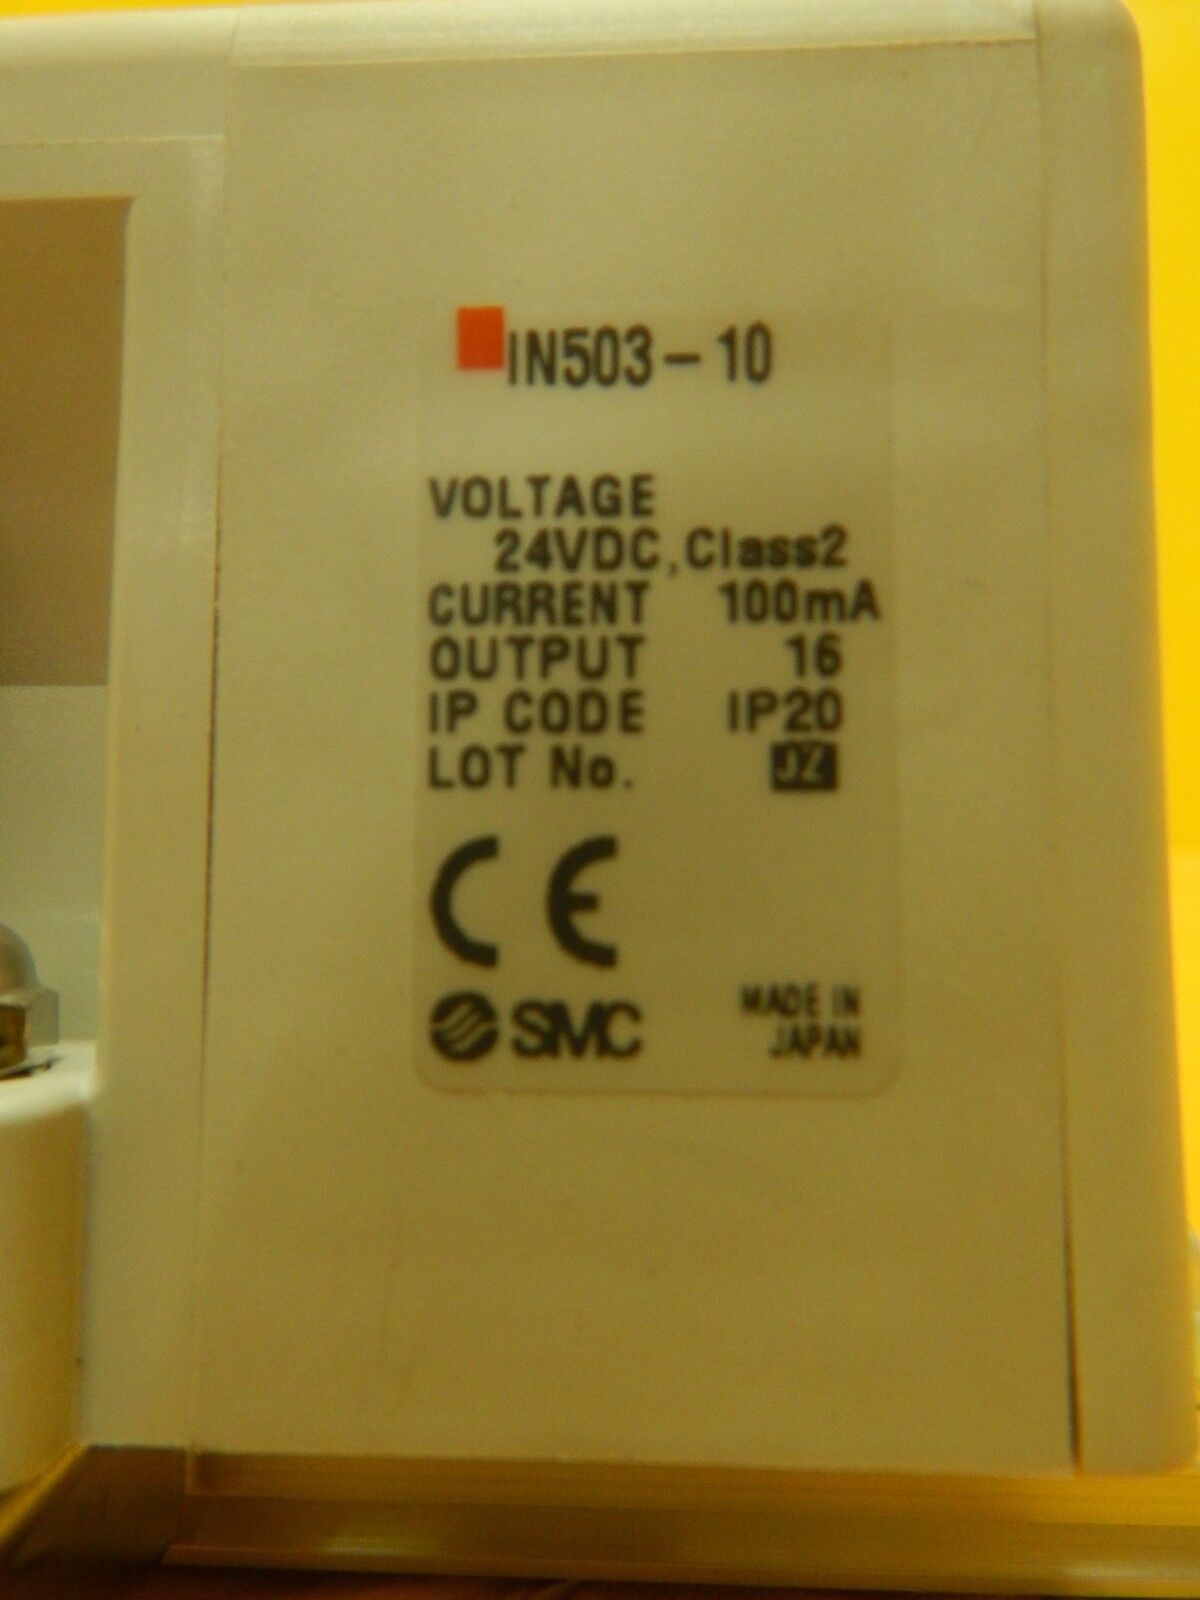 IN503-10
VOLTAGE
24VDC,Class2
CURRENT 100mA
OUTPUT 16
IP CODE IP20
LOT No. JZ
CE
SMC
MADE IN
JAPAN